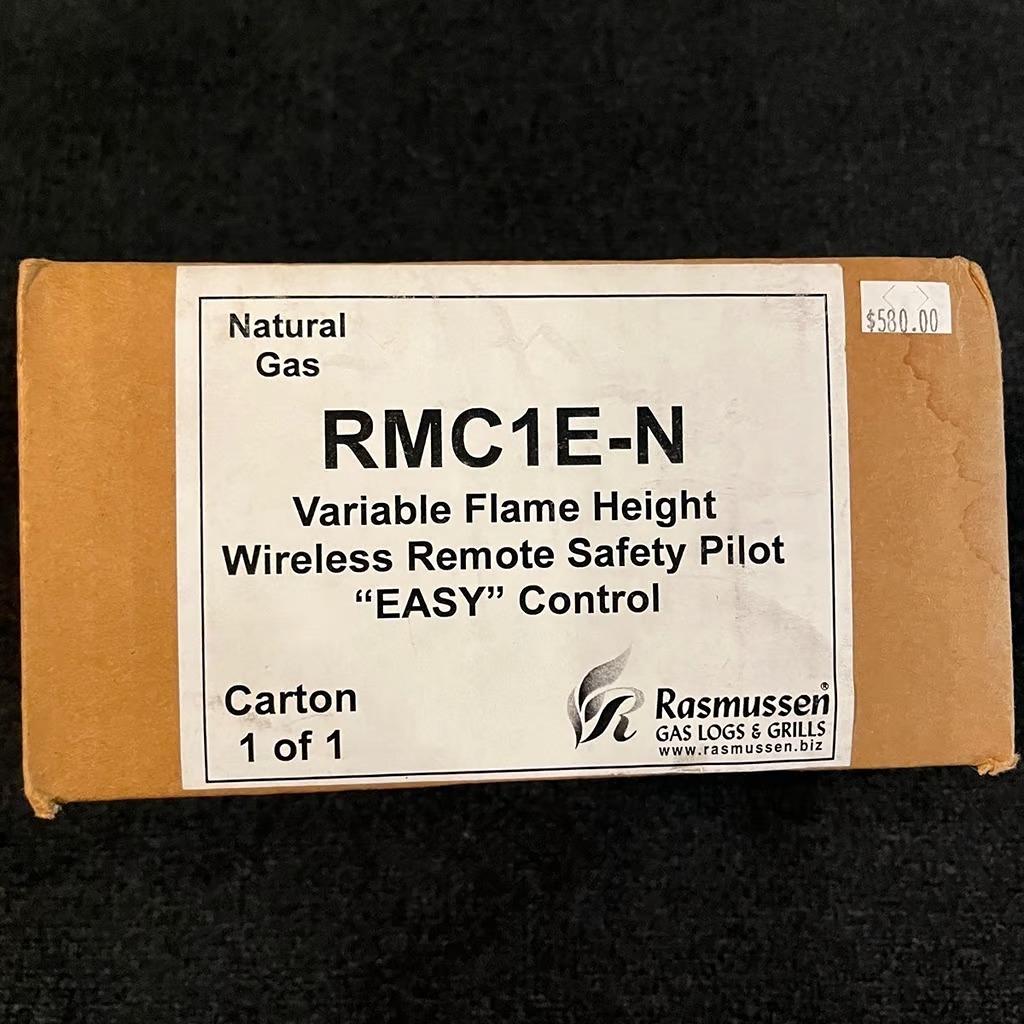 Natural
Gas
$580.00
RMC1E-N
Variable Flame Height
Wireless Remote Safety Pilot
“EASY” Control
Carton
1 of 1
R
Rasmussen®
GAS LOGS & GRILLS
www.rasmussen.biz